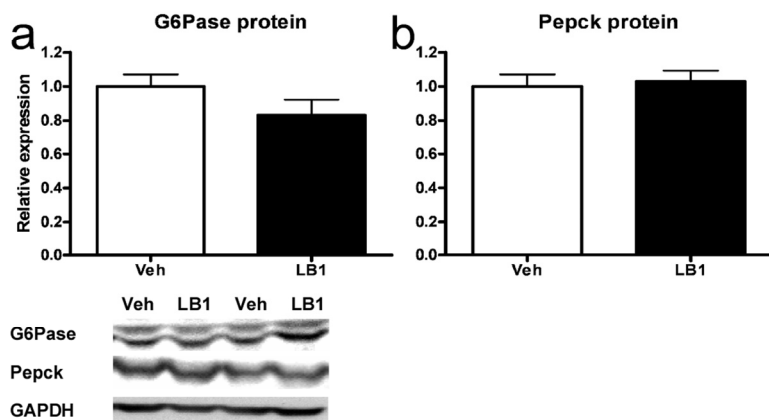 a
G6Pase protein
Relative expression
1.2
1.0
0.8
0.6
0.4
0.2
0.0
Veh LB1
b
Pepck protein
1.2
1.0
0.8
0.6
0.4
0.2
0.0
Veh LB1
Veh LB1 Veh LB1
G6Pase
Pepck
GAPDH